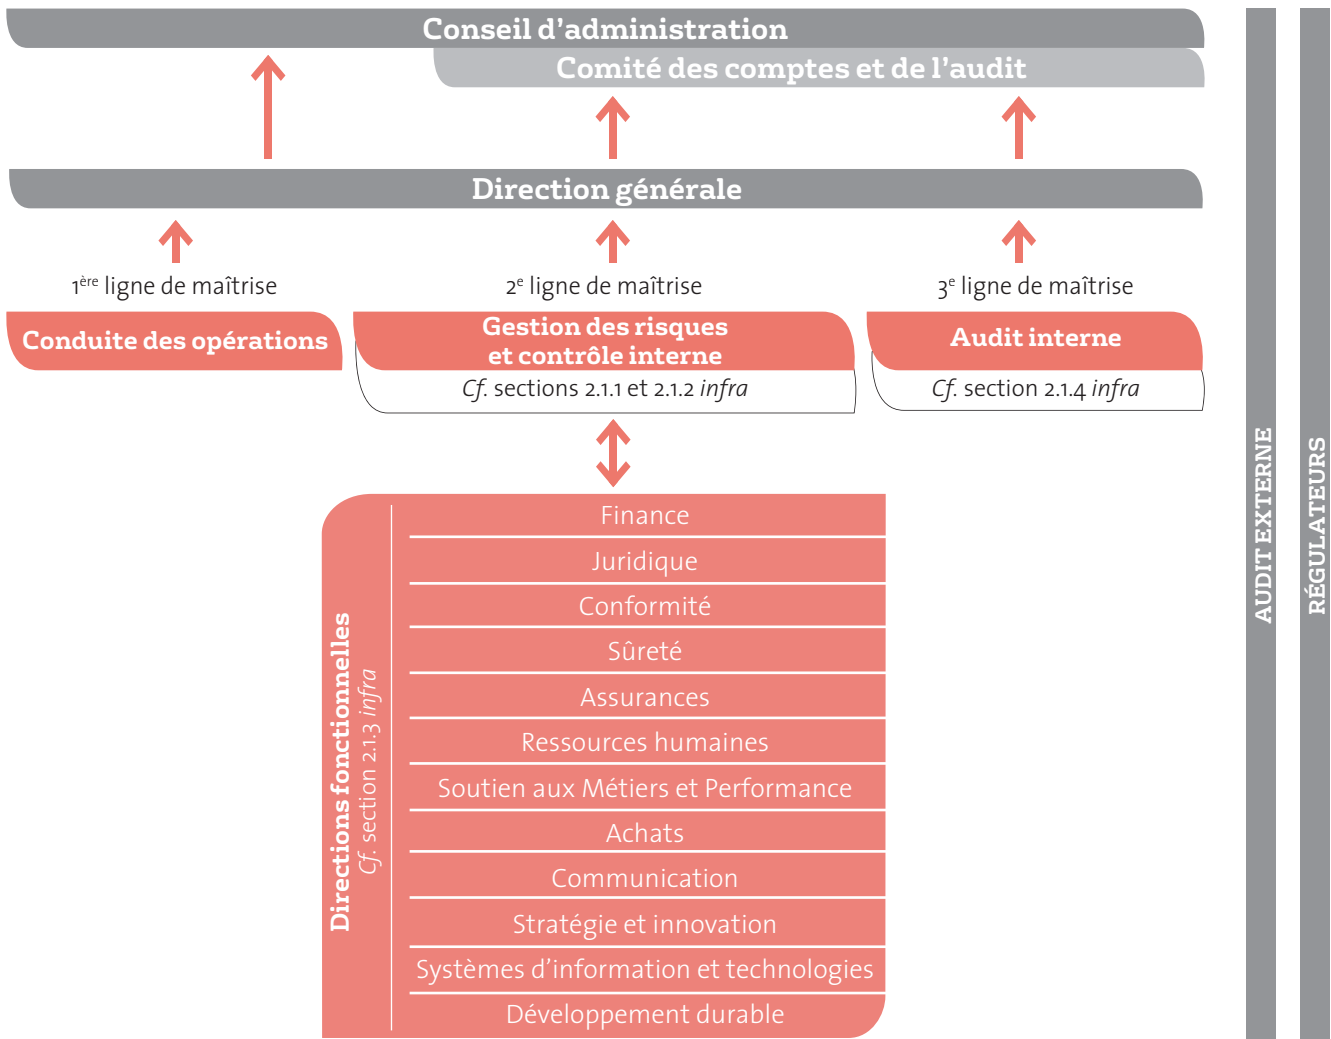 Conseil d’administration
Comité des comptes et de l’audit
Direction générale
1ère ligne de maîtrise
2e ligne de maîtrise
3e ligne de maîtrise
Conduite des opérations
Gestion des risques
et contrôle interne
Cf. sections 2.1.1 et 2.1.2 infra
Audit interne
Cf. section 2.1.4 infra
Directions fonctionnelles
Cf. section 2.1.3 infra
Finance
Juridique
Conformité
Sûreté
Assurances
Ressources humaines
Soutien aux Métiers et Performance
Achats
Communication
Stratégie et innovation
Systèmes d’information et technologies
Développement durable
AUDIT EXTERNE
RÉGULATEURS